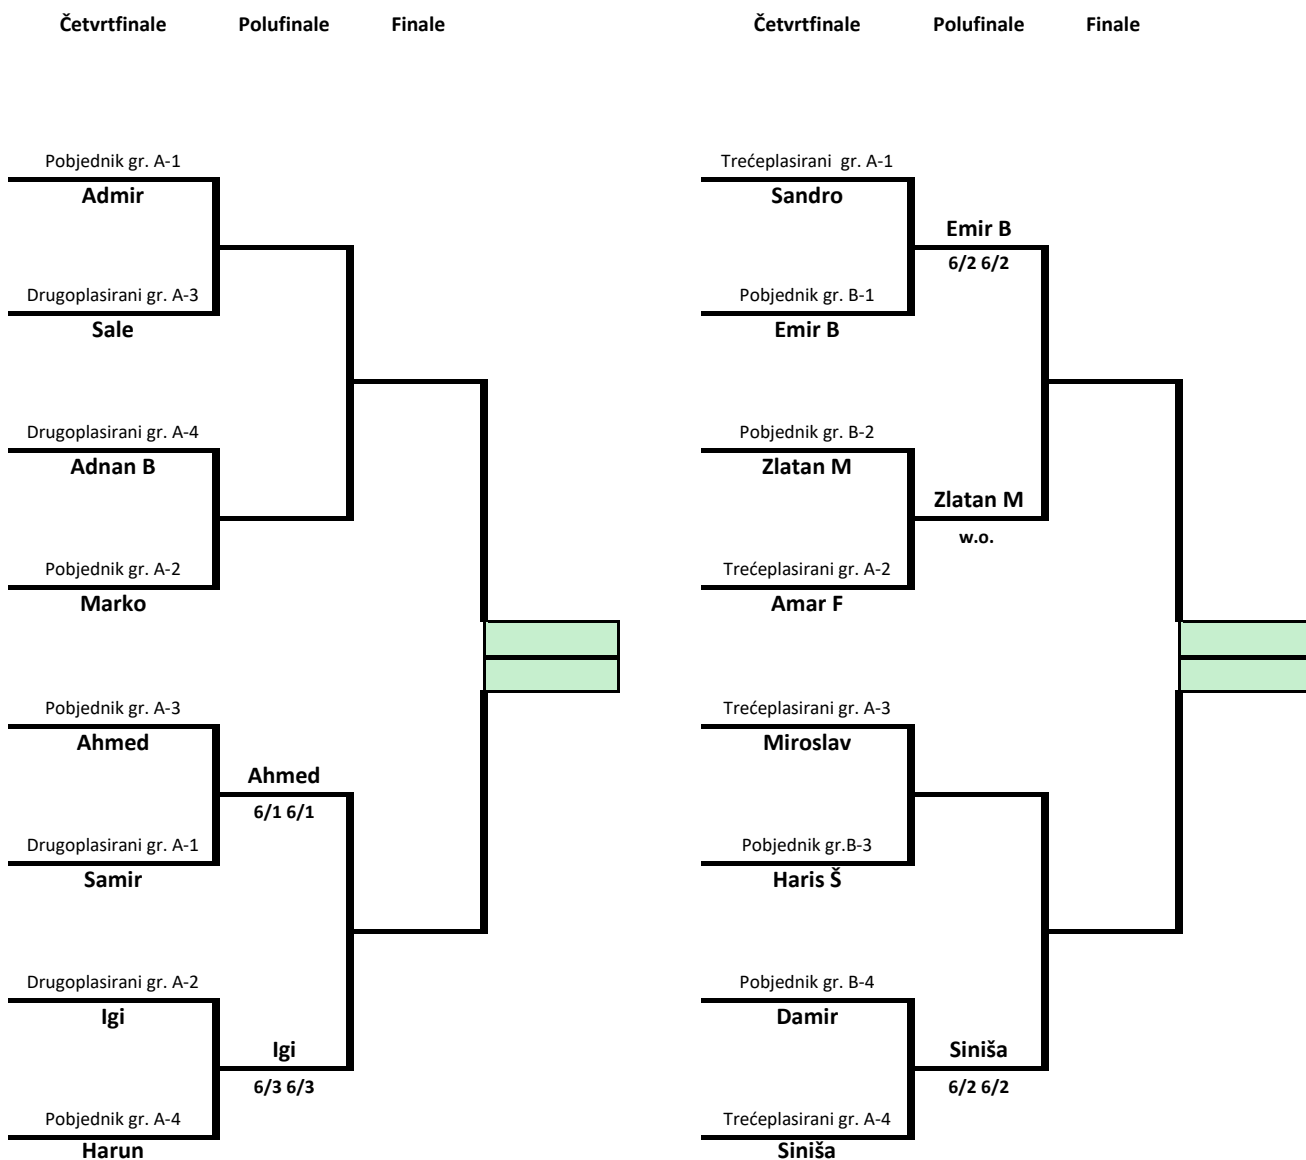 Četvrtfinale Polufinale Finale
Pobjednik gr. A-1
Admir
Drugoplasirani gr. A-3
Sale
Drugoplasirani gr. A-4
Adnan B
Pobjednik gr. A-2
Marko
Pobjednik gr. A-3
Ahmed
Ahmed
6/1 6/1
Drugoplasirani gr. A-1
Samir
Drugoplasirani gr. A-2
Igi
Igi
6/3 6/3
Pobjednik gr. A-4
Harun
Četvrtfinale Polufinale Finale
Trećeplasirani gr. A-1
Sandro
Emir B
6/2 6/2
Pobjednik gr. B-1
Emir B
Pobjednik gr. B-2
Zlatan M
Zlatan M
w.o.
Trećeplasirani gr. A-2
Amar F
Trećeplasirani gr. A-3
Miroslav
Pobjednik gr.B-3
Haris Š
Pobjednik gr. B-4
Damir
Siniša
6/2 6/2
Trećeplasirani gr. A-4
Siniša